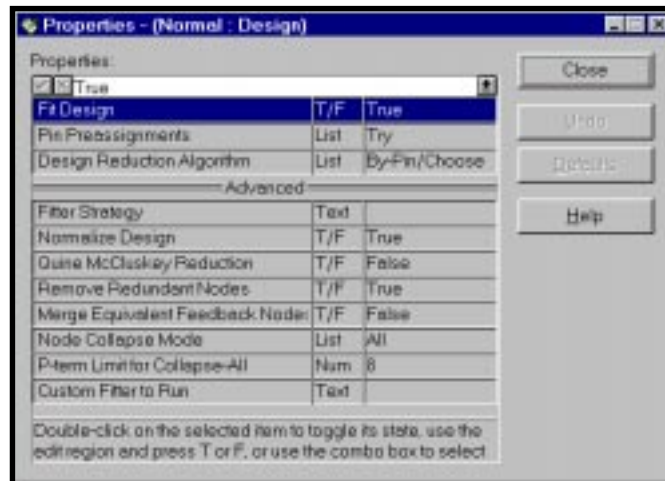 Properties - (Normal : Design)
Properties:
True
Close
Fit Design T/F True
Undo
Pin Preassignments List Try
Design Reduction Algorithm List By-Pin/Choose
Defaults
Advanced
Fitter Strategy Text
Help
Normalize Design T/F True
Quine McCluskey Reduction T/F False
Remove Redundant Nodes T/F True
Merge Equivalent Feedback Node: T/F False
Node Collapse Mode List All
P-term Limit for Collapse-All Num 8
Custom Fitter to Run Text
Double-click on the selected item to toggle its state, use the
edit region and press T or F, or use the combo box to select